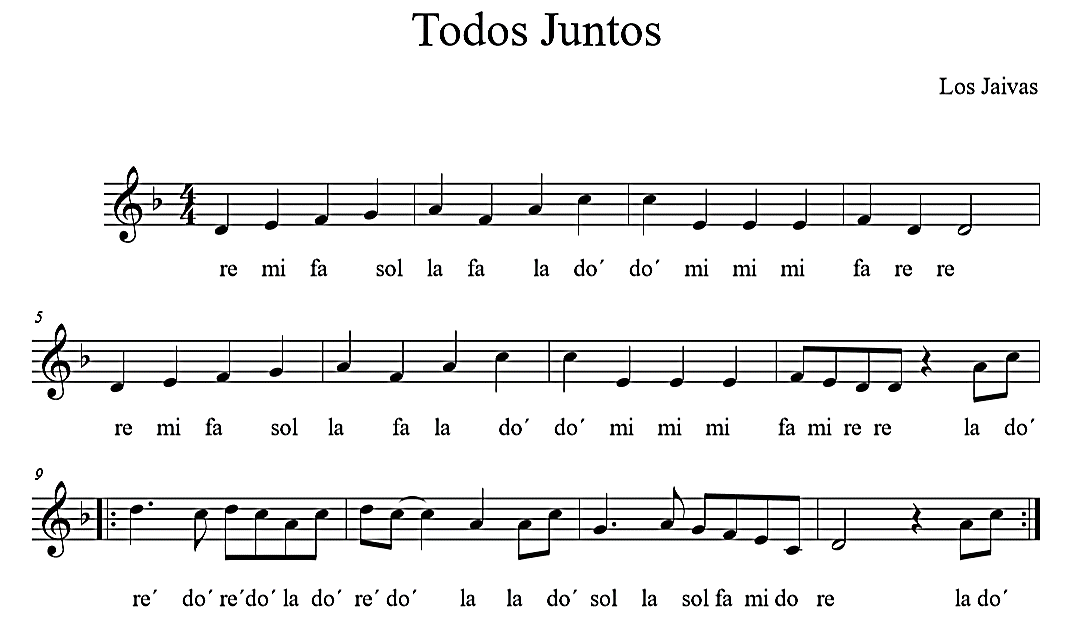 Todos Juntos
Los Jaivas
4
4
re mi fa sol la fa la do´ do´ mi mi mi fa re re
5
re mi fa sol la fa la do´ do´ mi mi mi fa mi re re la do´
9
re´ do´ re´ do´ la do´ re´ do´ la la do´ sol la sol fa mi do re la do´